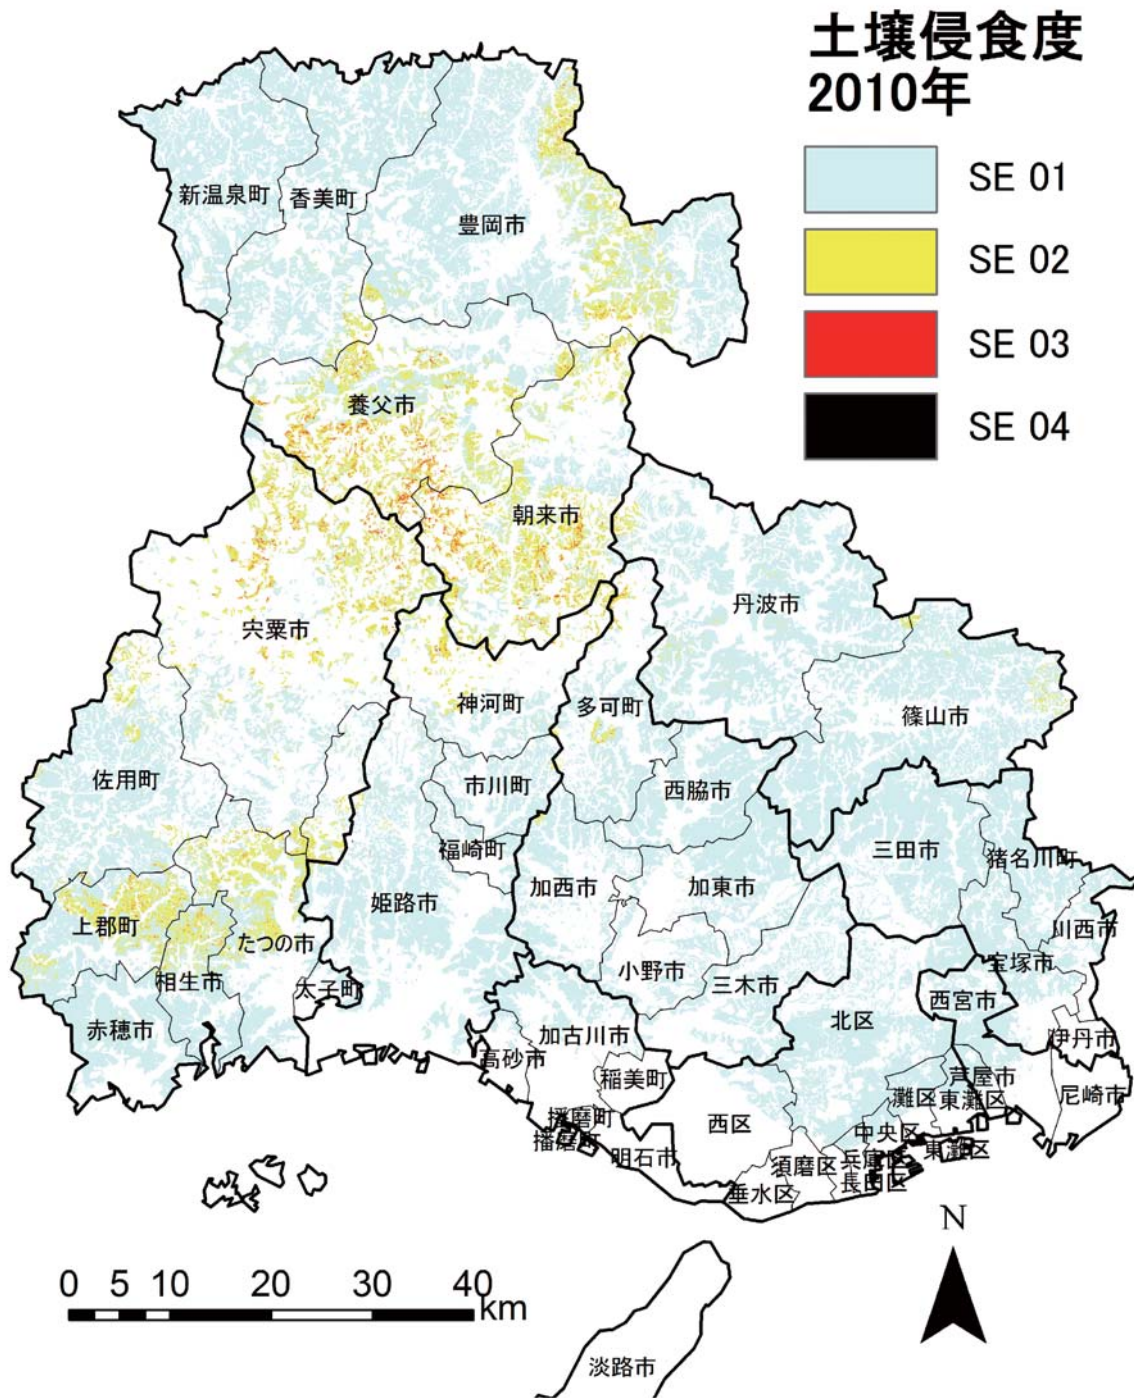 土壌侵食度
2010年
SE 01
SE 02
SE 03
SE 04
新温泉町
香美町
豊岡市
養父市
朝来市
宍粟市
丹波市
神河町
多可町
篠山市
佐用町
市川町
西脇市
福崎町
三田市
猪名川町
加西市
加東市
姫路市
上郡町
たつの市
川西市
小野市
宝塚市
相生市
太子町
三木市
西宮市
赤穂市
北区
加古川市
伊丹市
高砂市
稲美町
芦屋市
灘区
東灘区
尼崎市
播磨町
西区
中央区
播磨町
明石市
須磨区
兵庫区
東灘区
垂水区
長田区
N
0 5 10 20 30 40
km
淡路市